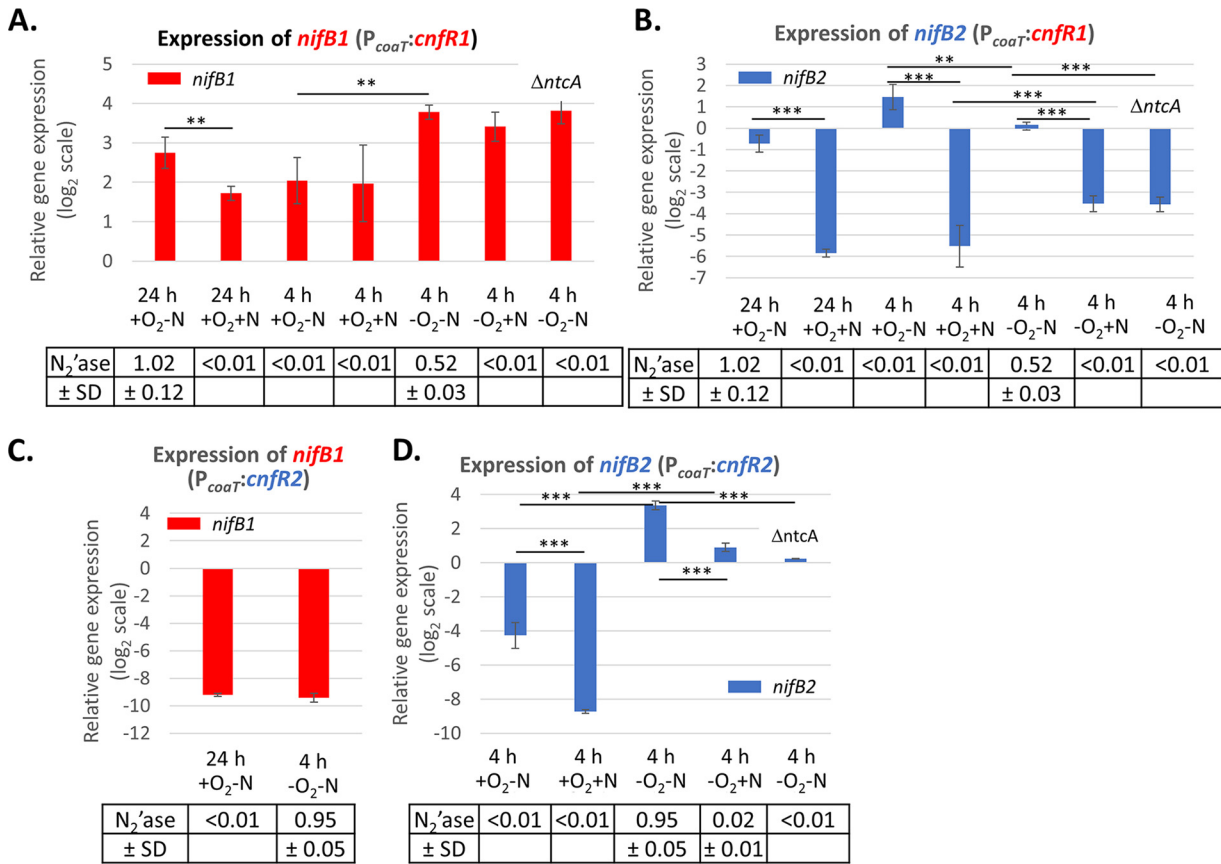 A.
Expression of nifB1 (PcoaT:cnfR1)
Relative gene expression
(log2 scale)
5
4
3
2
1
0
nifB1
**
**
ΔntcA
24 h 24 h 4 h 4 h 4 h 4 h 4 h
+O2-N +O2+N +O2-N +O2+N -O2-N -O2+N -O2-N
N2'ase 1.02 <0.01 <0.01 <0.01 0.52 <0.01 <0.01
± SD ± 0.12 ± 0.03
B.
Expression of nifB2 (PcoaT:cnfR1)
Relative gene expression
(log2 scale)
3
2
1
0
-1
-2
-3
-4
-5
-6
-7
nifB2
**
***
***
***
***
***
ΔntcA
24 h 24 h 4 h 4 h 4 h 4 h 4 h
+O2-N +O2+N +O2-N +O2+N -O2-N -O2+N -O2-N
N2'ase 1.02 <0.01 <0.01 <0.01 0.52 <0.01 <0.01
± SD ± 0.12 ± 0.03
C.
Expression of nifB1
(PcoaT:cnfR2)
Relative gene expression
(log2 scale)
4
2
0
-2
-4
-6
-8
-10
-12
nifB1
24 h 4 h
+O2-N -O2-N
N2'ase <0.01 0.95
± SD ± 0.05
D.
Expression of nifB2 (PcoaT:cnfR2)
Relative gene expression
(log2 scale)
4
2
0
-2
-4
-6
-8
-10
***
***
***
***
***
ΔntcA
nifB2
4 h 4 h 4 h 4 h 4 h
+O2-N +O2+N -O2-N -O2+N -O2-N
N2'ase <0.01 <0.01 0.95 0.02 <0.01
± SD ± 0.05 ± 0.01